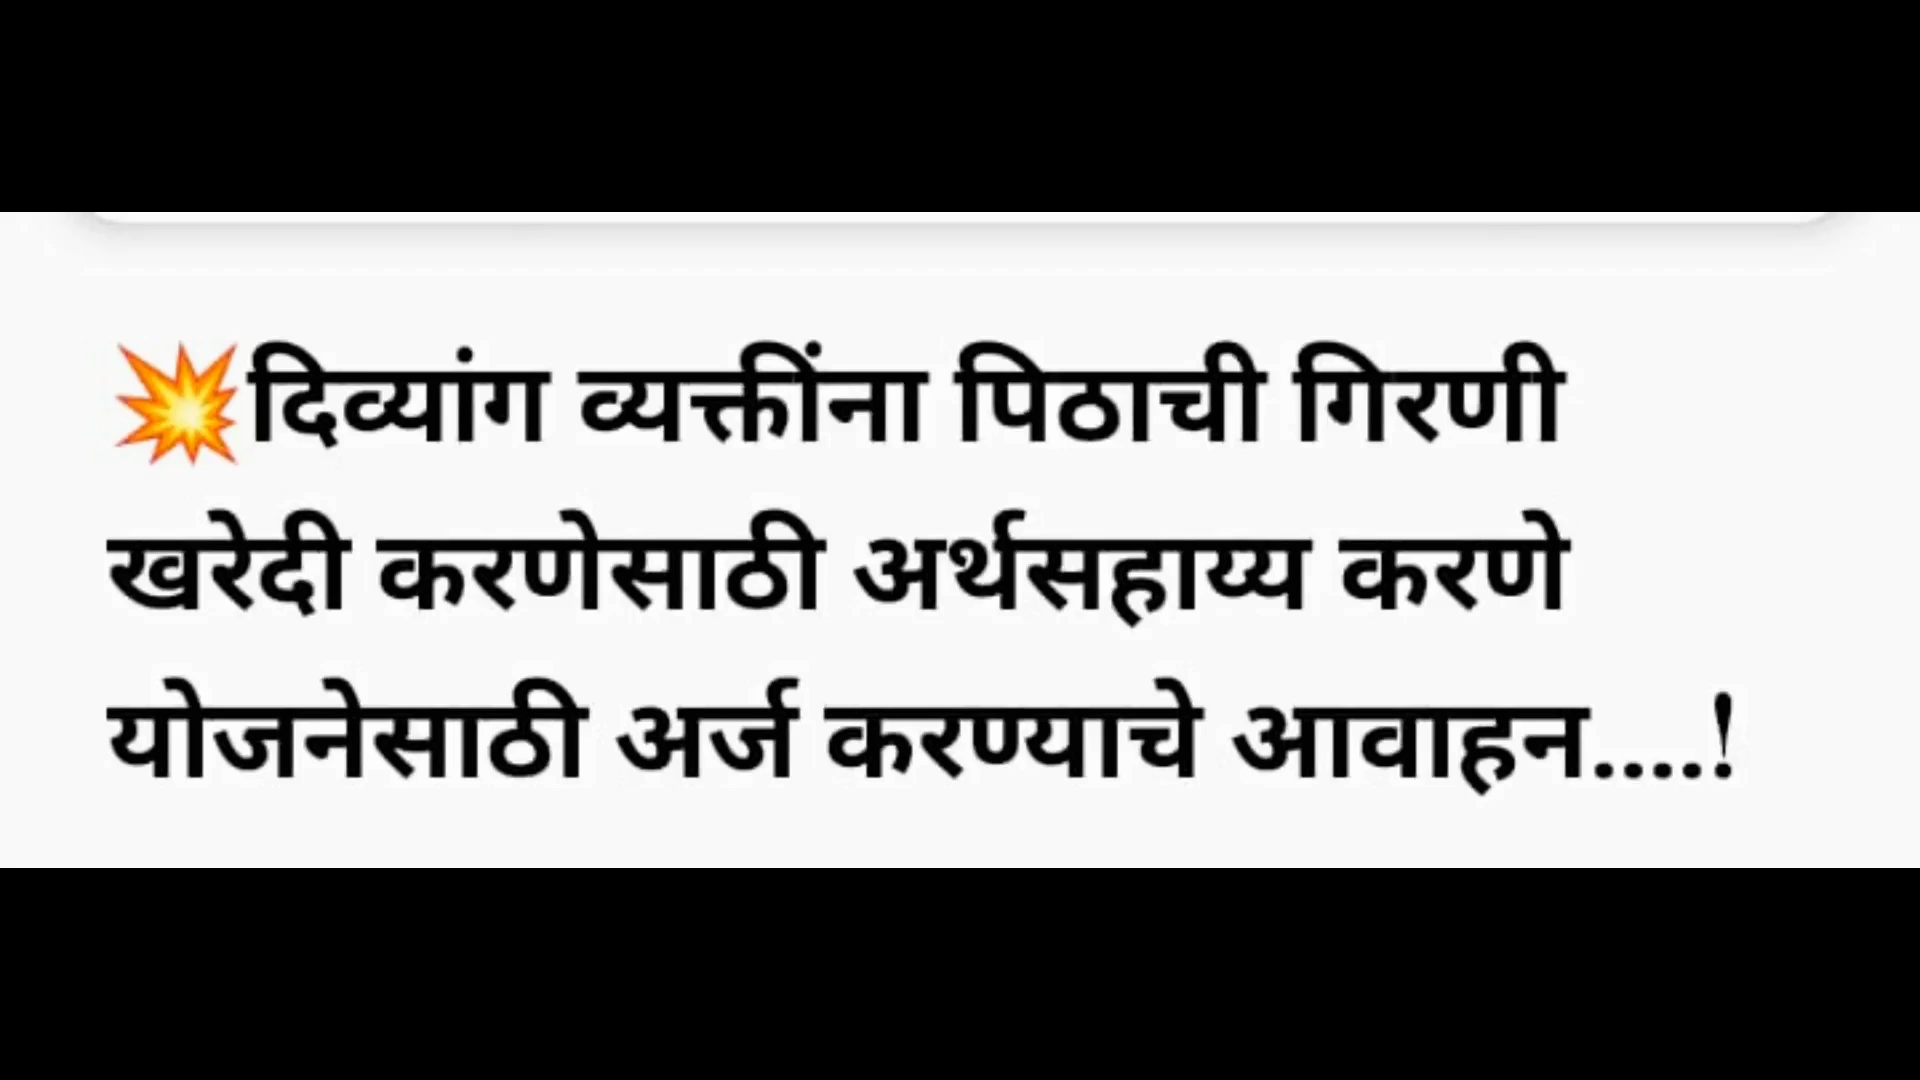 💥दिव्यांग व्यक्तींना पिठाची गिरणी
खरेदी करणेसाठी अर्थसहाय्य करणे
योजनेसाठी अर्ज करण्याचे आवाहन....!